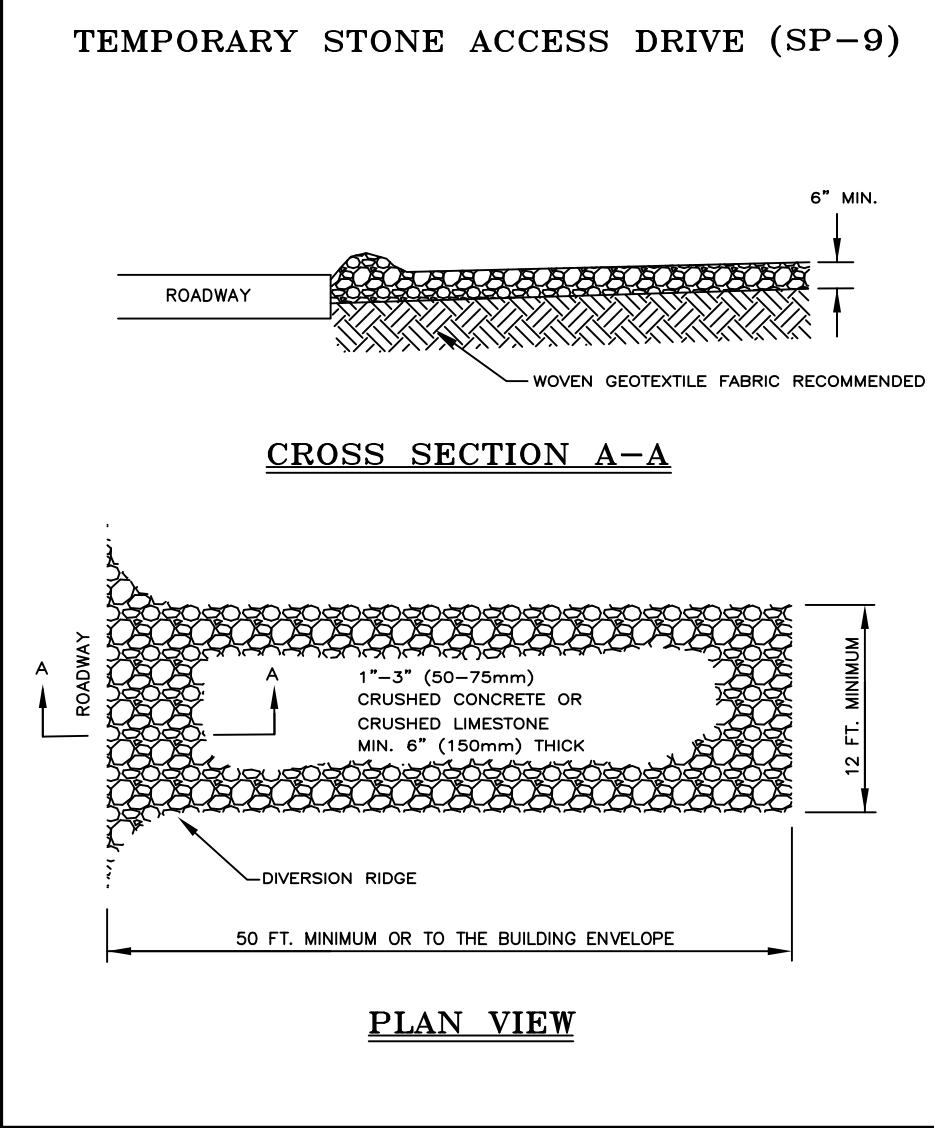 TEMPORARY STONE ACCESS DRIVE (SP-9)
6" MIN.
ROADWAY
WOVEN GEOTEXTILE FABRIC RECOMMENDED
CROSS SECTION A-A
ROADWAY
A
A
1"-3" (50-75mm)
CRUSHED CONCRETE OR
CRUSHED LIMESTONE
MIN. 6" (150mm) THICK
12 FT. MINIMUM
DIVERSION RIDGE
50 FT. MINIMUM OR TO THE BUILDING ENVELOPE
PLAN VIEW